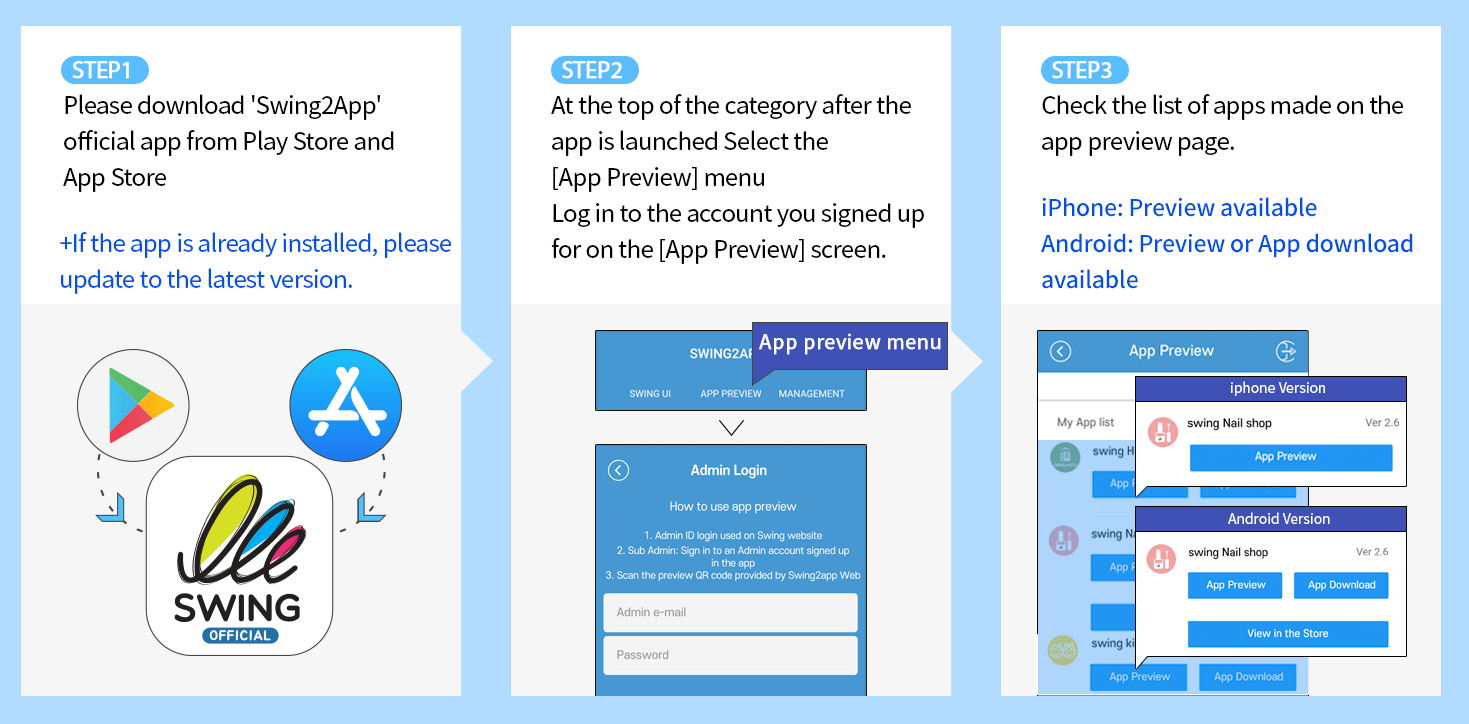 STEP1
Please download 'Swing2App'
official app from Play Store and
App Store
+If the app is already installed, please
update to the latest version.
SWING
OFFICIAL
STEP2
At the top of the category after the
app is launched Select the
[App Preview] menu
Log in to the account you signed up
for on the [App Preview] screen.
SWING2AP
App preview menu
SWING UI APP PREVIEW MANAGEMENT
Admin Login
How to use app preview
1. Admin ID login used on Swing website
2. Sub Admin: Sign in to an Admin account signed up
in the app
3. Scan the preview QR code provided by Swing2app Web
Admin e-mail
Password
STEP3
Check the list of apps made on the
app preview page.
iPhone: Preview available
Android: Preview or App download
available
App Preview
My App list
iphone Version
swing Nail shop Ver 2.6
App Preview
swing H
App P
Android Version
swing Nail shop Ver 2.6
App Preview App Download
View in the Store
swing Na
App P
swing ki
App Preview App Download